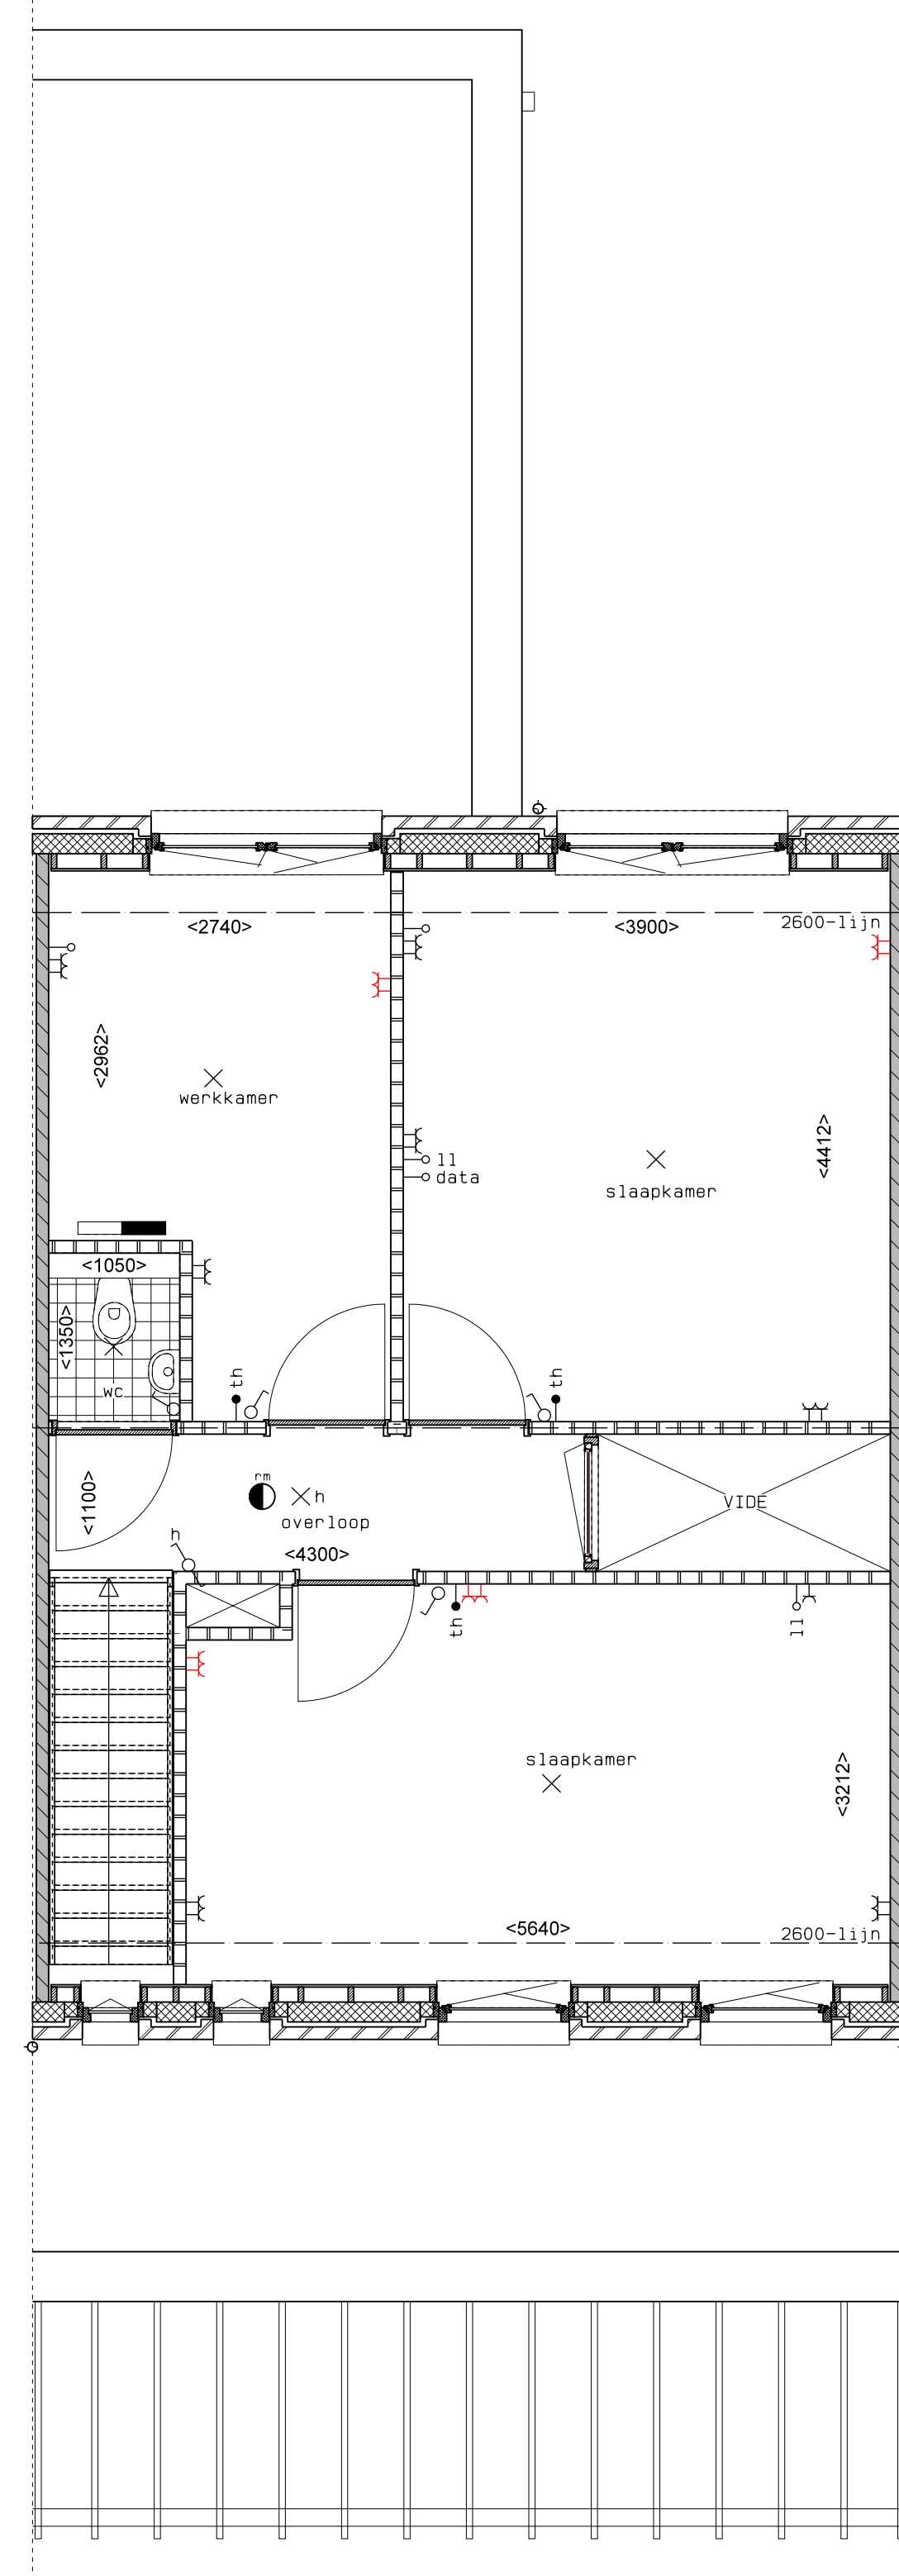 <2740>
<3900>
2600-lijn
<2962>
werkkamer
<4412>
ll
data
slaapkamer
<1050>
<1350>
wc
th
th
<1100>
rm
h
overloop
<4300>
VIDE
h
th
ll
slaapkamer
<3212>
<5640>
2600-lijn